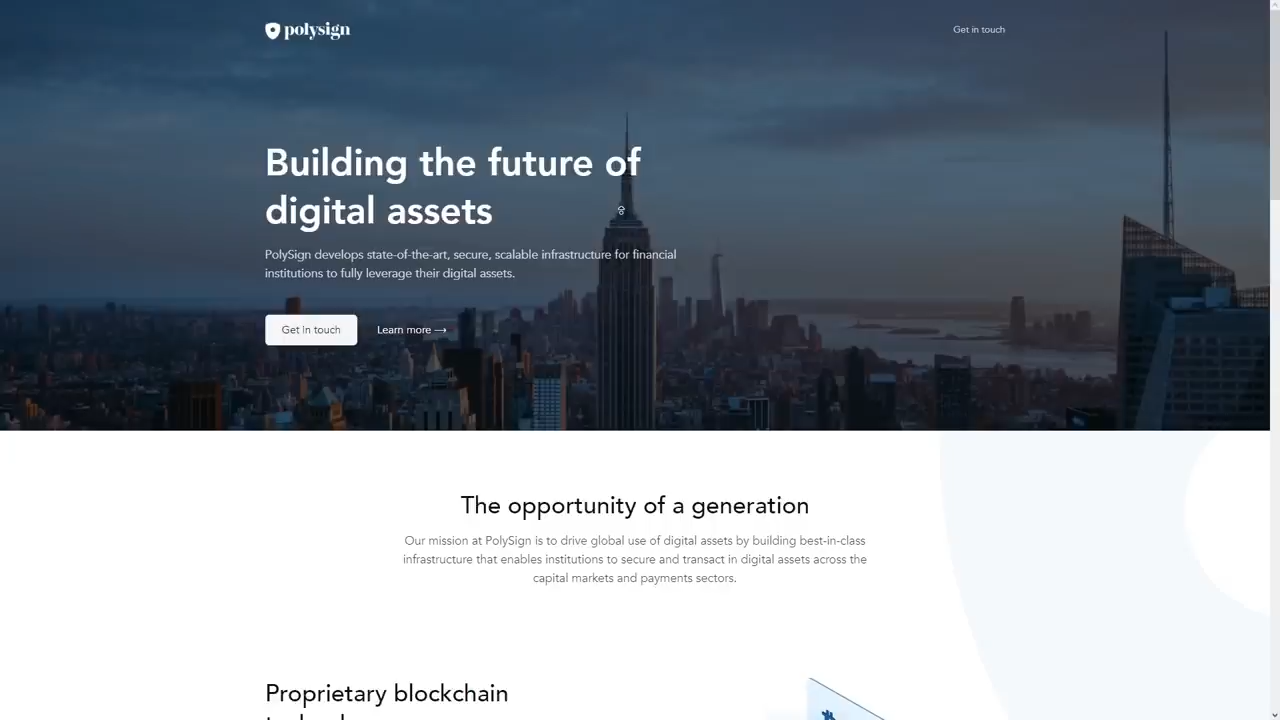 polysign
Get in touch
Building the future of
digital assets
PolySign develops state-of-the-art, secure, scalable infrastructure for financial
institutions to fully leverage their digital assets.
Get in touch
Learn more →
The opportunity of a generation
Our mission at PolySign is to drive global use of digital assets by building best-in-class
infrastructure that enables institutions to secure and transact in digital assets across the
capital markets and payments sectors.
Proprietary blockchain